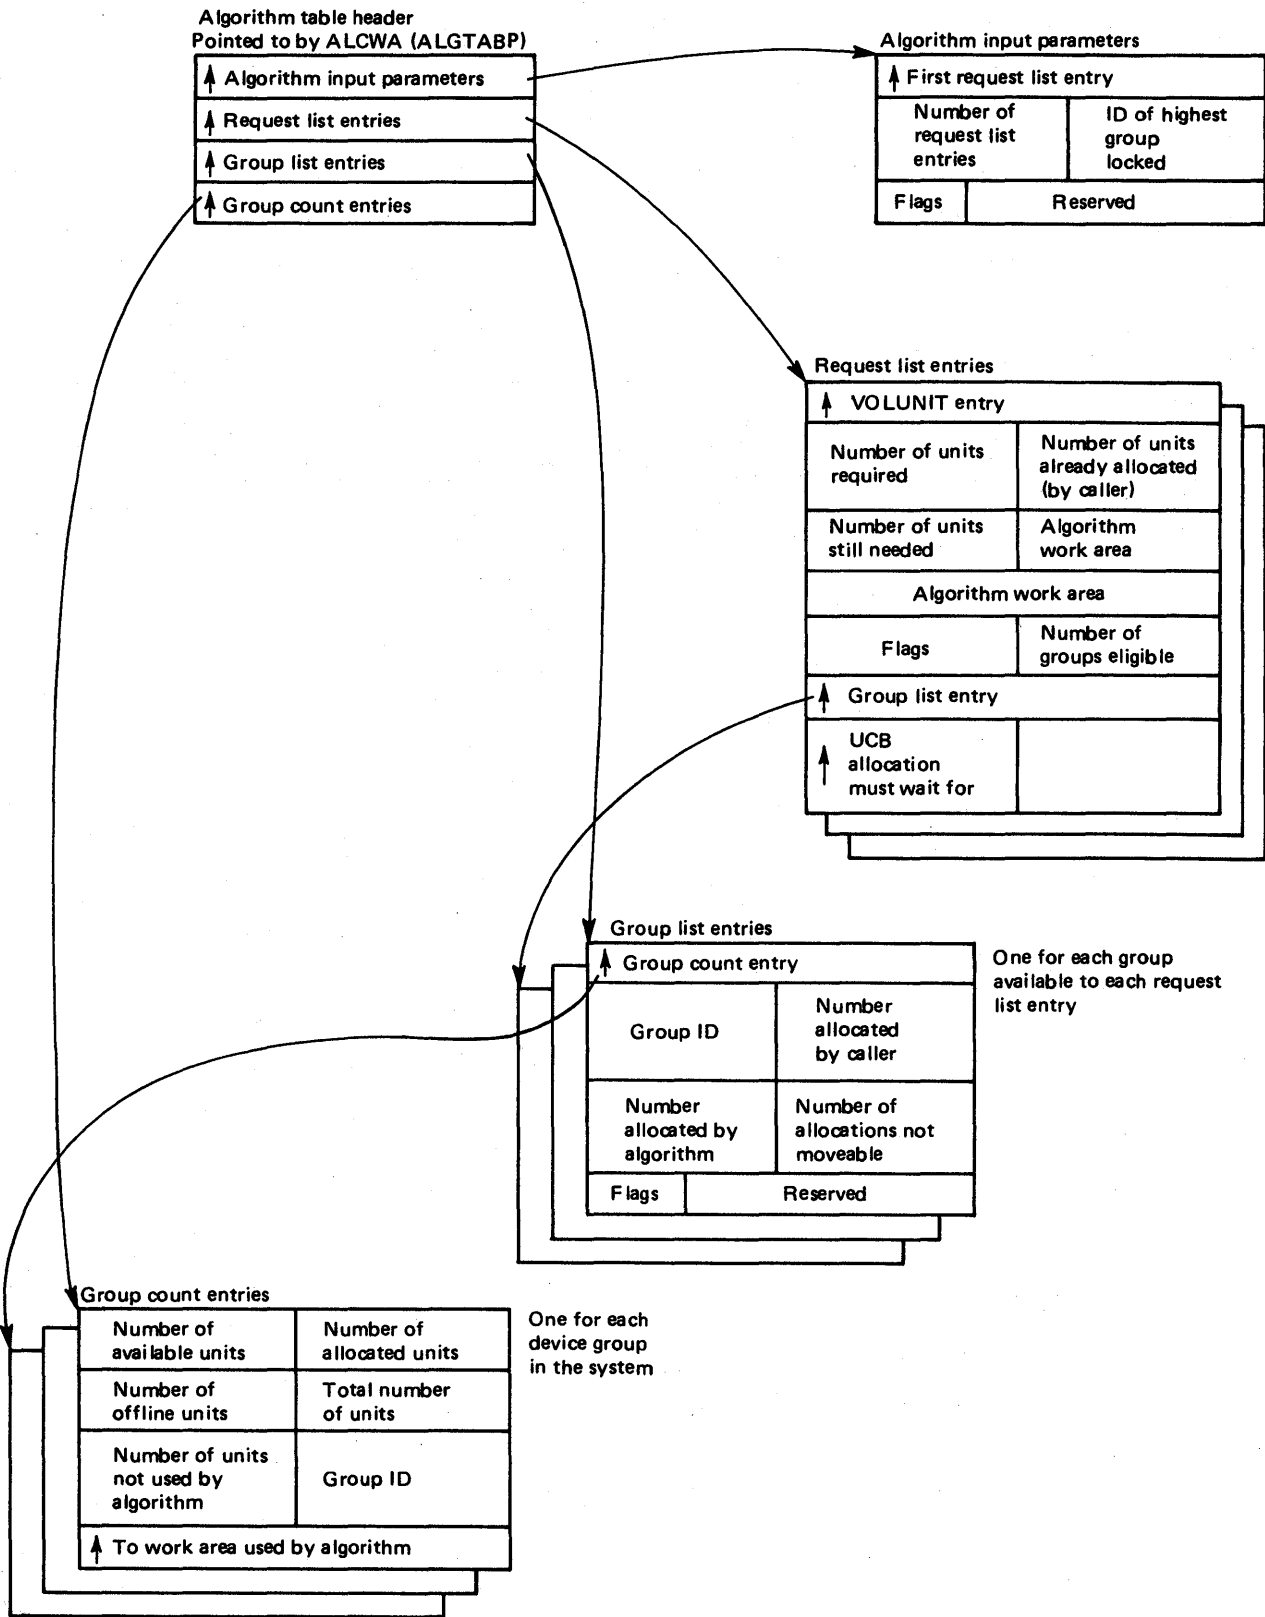 Algorithm table header
Pointed to by ALCWA (ALGTABP)
Algorithm input parameters
Request list entries
Group list entries
Group count entries
Algorithm input parameters
First request list entry
Number of
request list
entries
ID of highest
group
locked
Flags
Reserved
Request list entries
VOLUNIT entry
Number of units
required
Number of units
already allocated
(by caller)
Number of units
still needed
Algorithm
work area
Algorithm work area
Flags
Number of
groups eligible
Group list entry
UCB
allocation
must wait for
Group list entries
Group count entry
Group ID
Number
allocated
by caller
Number
allocated by
algorithm
Number of
allocations not
moveable
Flags
Reserved
One for each group
available to each request
list entry
Group count entries
Number of
available units
Number of
allocated units
Number of
offline units
Total number
of units
Number of units
not used by
algorithm
Group ID
To work area used by algorithm
One for each
device group
in the system